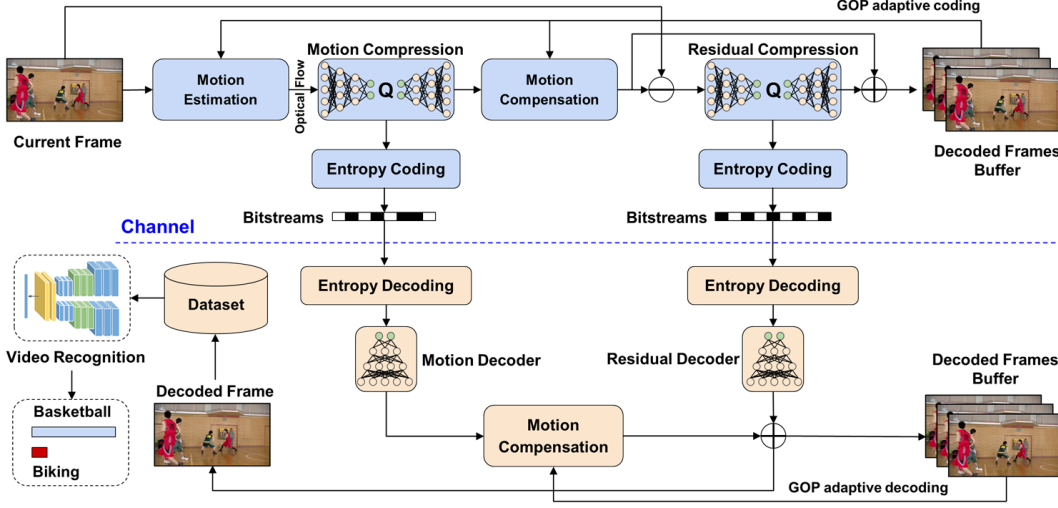 GOP adaptive coding
Motion Compression
Residual Compression
Current Frame
Motion
Estimation
Optical Flow
Q
Motion
Compensation
Q
Decoded Frames
Buffer
Entropy Coding
Entropy Coding
Bitstreams
Bitstreams
Channel
Dataset
Entropy Decoding
Entropy Decoding
Video Recognition
Motion Decoder
Residual Decoder
Decoded Frames
Buffer
Decoded Frame
Basketball
Biking
Motion
Compensation
GOP adaptive decoding